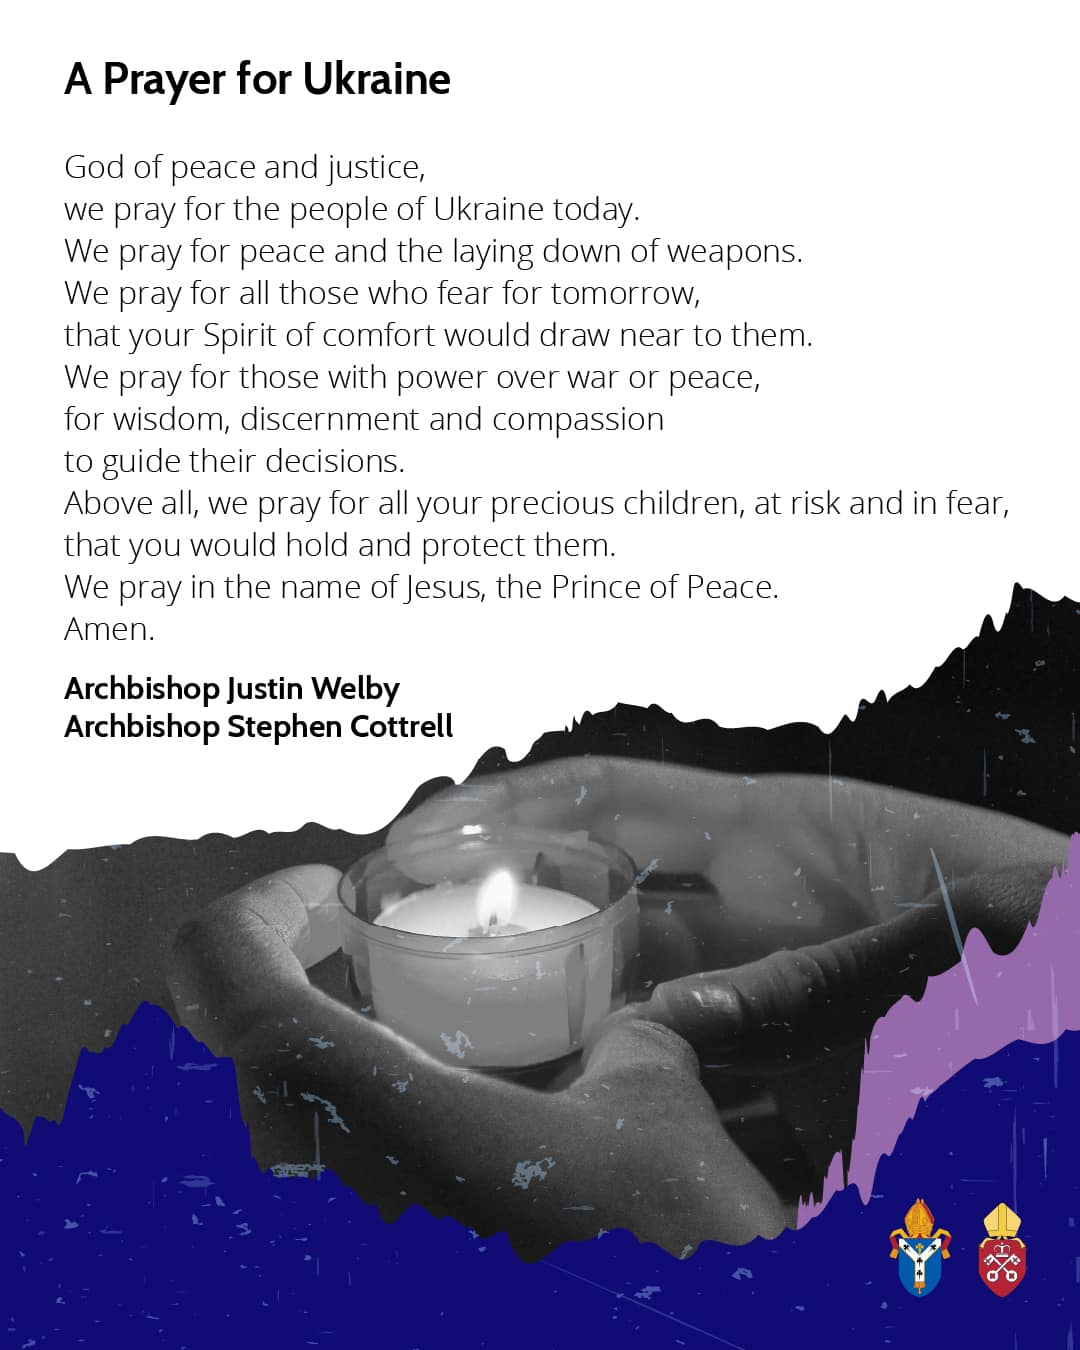 A Prayer for Ukraine
God of peace and justice,
we pray for the people of Ukraine today.
We pray for peace and the laying down of weapons.
We pray for all those who fear for tomorrow,
that your Spirit of comfort would draw near to them.
We pray for those with power over war or peace,
for wisdom, discernment and compassion
to guide their decisions.
Above all, we pray for all your precious children, at risk and in fear,
that you would hold and protect them.
We pray in the name of Jesus, the Prince of Peace.
Amen.
Archbishop Justin Welby
Archbishop Stephen Cottrell